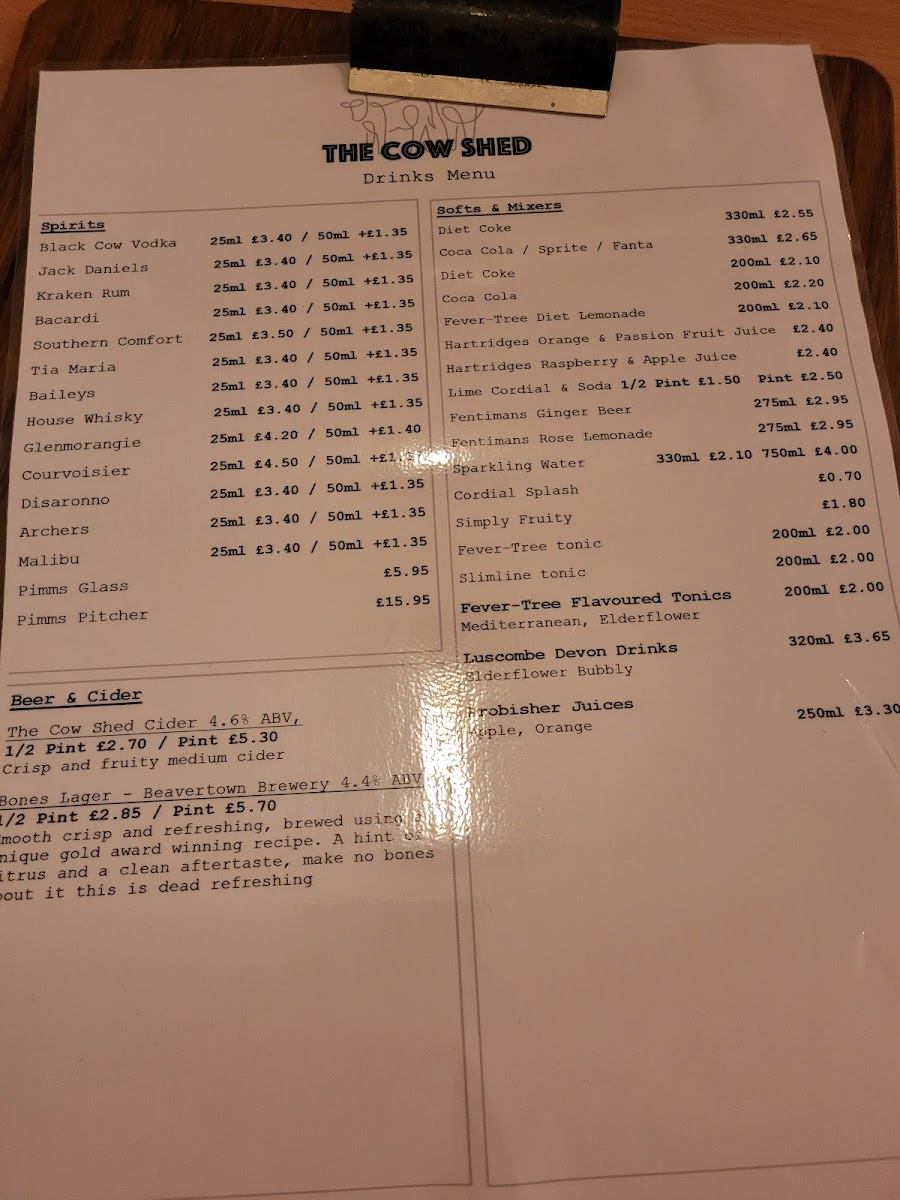 THE COW SHED
Drinks Menu
Spirits
Black Cow Vodka 25ml £3.40 / 50ml +£1.35
Jack Daniels 25ml £3.40 / 50ml +£1.35
Kraken Rum 25ml £3.40 / 50ml +£1.35
Bacardi 25ml £3.40 / 50ml +£1.35
Southern Comfort 25ml £3.50 / 50ml +£1.35
Tia Maria 25ml £3.40 / 50ml +£1.35
Baileys 25ml £3.40 / 50ml +£1.35
House Whisky 25ml £3.40 / 50ml +£1.35
Glenmorangie 25ml £4.20 / 50ml +£1.40
Courvoisier 25ml £4.50 / 50ml
Disaronno 25ml £3.40 / 50ml +£1.35
Archers 25ml £3.40 / 50ml +£1.35
Malibu 25ml £3.40 / 50ml +£1.35
Pimms Glass £5.95
Pimms Pitcher £15.95
Beer & Cider
The Cow Shed Cider 4.6% ABV,
1/2 Pint £2.70 / Pint £5.30
Crisp and fruity medium cider
Bones Lager - Beavertown Brewery 4.4% ABV
1/2 Pint £2.85 / Pint £5.70
mooth crisp and refreshing, brewed using
nique gold award winning recipe. A hint of
itrus and a clean aftertaste, make no bones
bout it this is dead refreshing
Softs & Mixers
Diet Coke 330ml £2.55
Coca Cola / Sprite / Fanta 330ml £2.65
Diet Coke 200ml £2.10
Coca Cola 200ml £2.20
Fever-Tree Diet Lemonade 200ml £2.10
Hartridges Orange & Passion Fruit Juice £2.40
Hartridges Raspberry & Apple Juice £2.40
Lime Cordial & Soda 1/2 Pint £1.50 Pint £2.50
Fentimans Ginger Beer 275ml £2.95
Fentimans Rose Lemonade 275ml £2.95
Sparkling Water 330ml £2.10 750ml £4.00
Cordial Splash £0.70
Simply Fruity £1.80
Fever-Tree tonic 200ml £2.00
Slimline tonic 200ml £2.00
Fever-Tree Flavoured Tonics 200ml £2.00
Mediterranean, Elderflower
Luscombe Devon Drinks 320ml £3.65
Elderflower Bubbly
Frobisher Juices 250ml £3.30
Apple, Orange